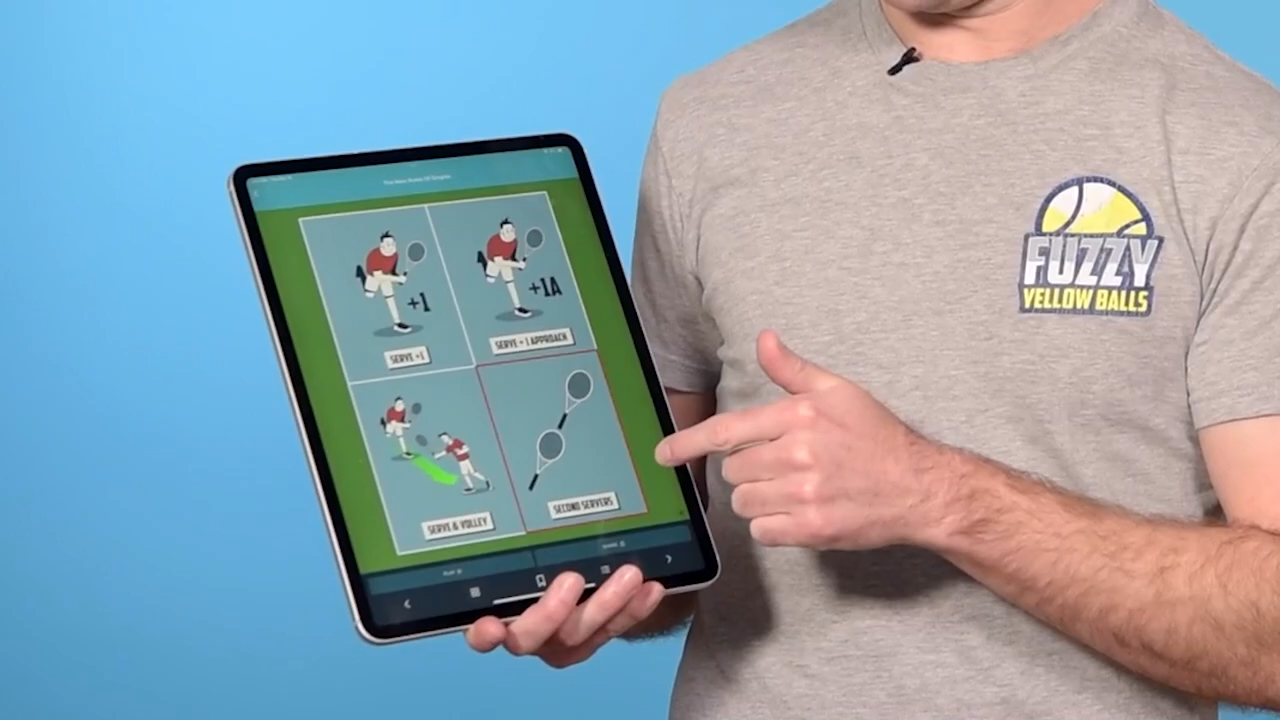 +1
SERVE +1
+1A
SERVE + 1 APPROACH
SERVE & VOLLEY
SECOND SERVERS
FUZZY
YELLOW BALLS